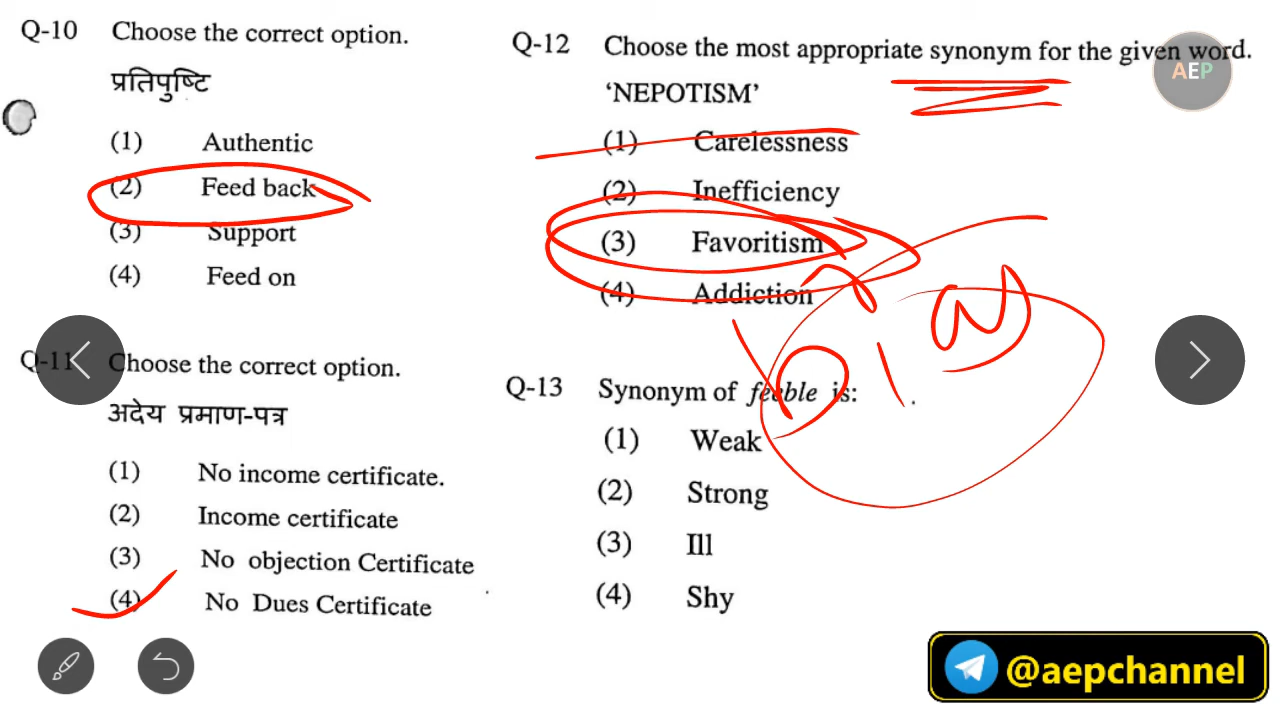 Q-10 Choose the correct option.
प्रतिपुष्टि
(1) Authentic
(2) Feed back
(3) Support
(4) Feed on
Q-11 Choose the correct option.
अदेय प्रमाण-पत्र
(1) No income certificate.
(2) Income certificate
(3) No objection Certificate
(4) No Dues Certificate
Q-12 Choose the most appropriate synonym for the given word.
‘NEPOTISM’
(1) Carelessness
(2) Inefficiency
(3) Favoritism
(4) Addiction
bias
Q-13 Synonym of feeble is:
(1) Weak
(2) Strong
(3) Ill
(4) Shy
AEP
@aepchannel